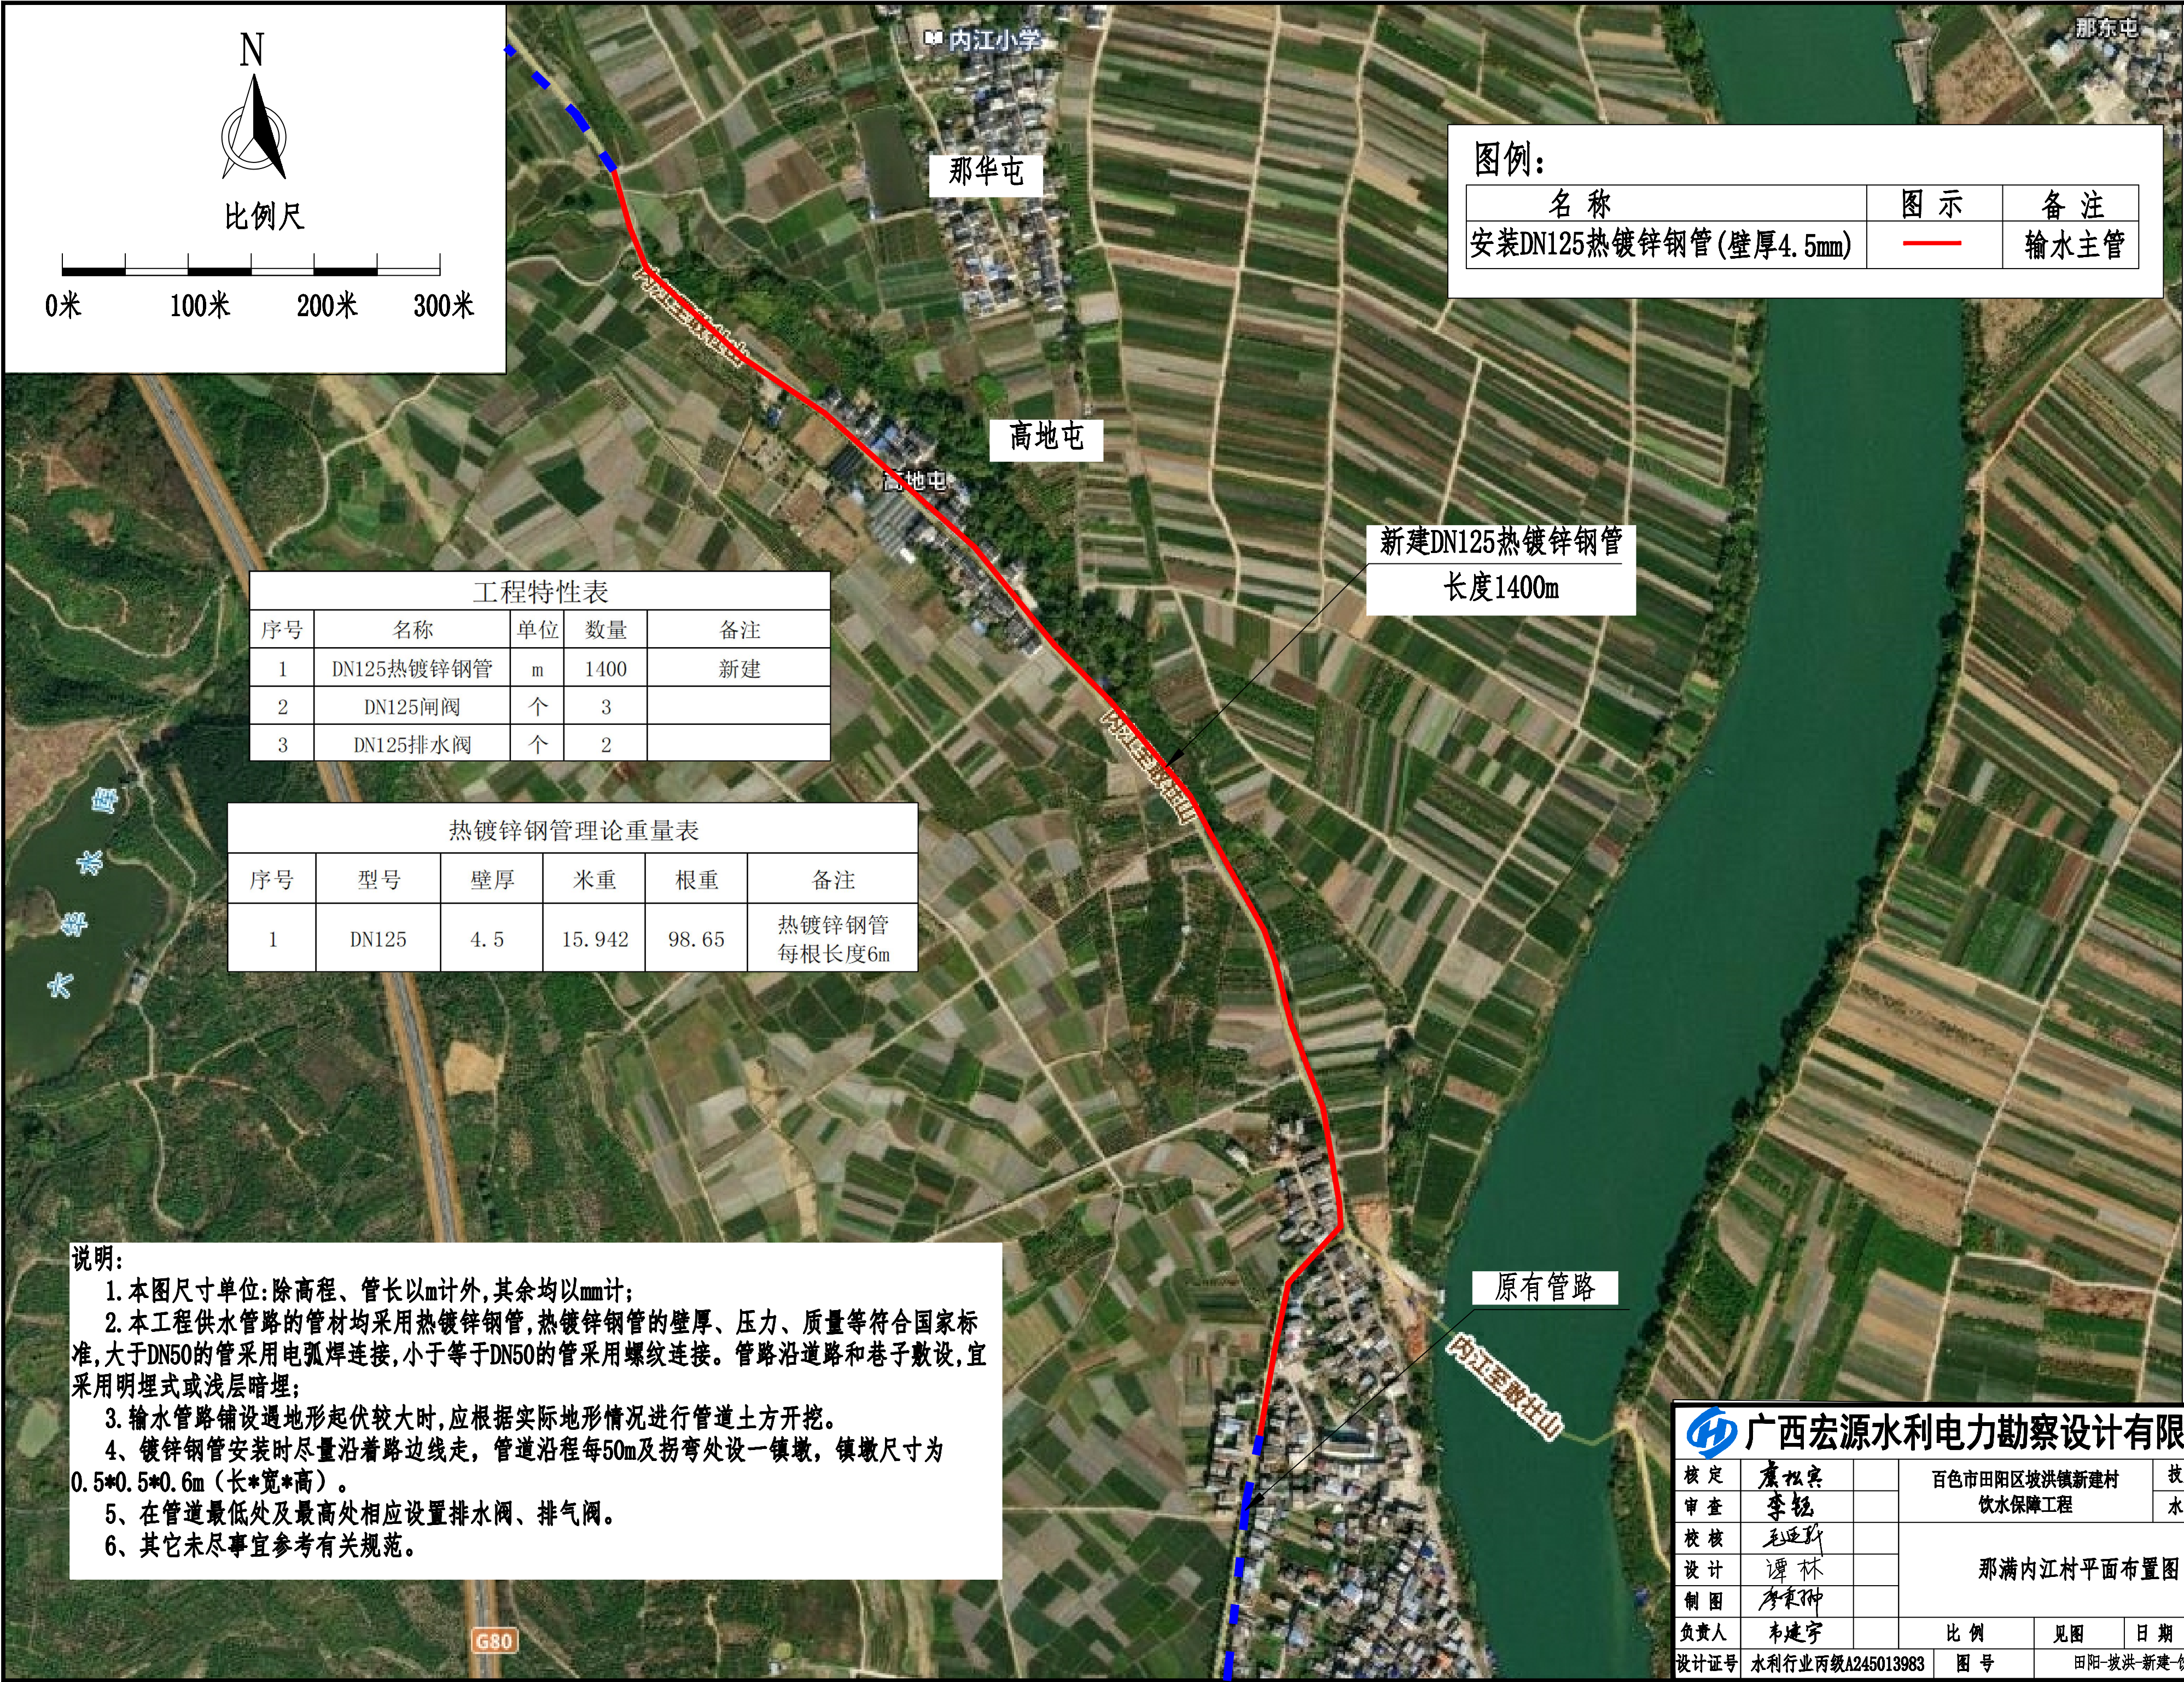 N
比例尺
0米 100米 200米 300米
内江小学
那东屯
那华屯
图例:
名 称 图 示 备 注
安装DN125热镀锌钢管(壁厚4.5mm) 输水主管
内江至敢壮山
高地屯
高地屯
新建DN125热镀锌钢管
长度1400m
工程特性表
序号 名称 单位 数量 备注
1 DN125热镀锌钢管 m 1400 新建
2 DN125闸阀 个 3
3 DN125排水阀 个 2
内江至敢壮山
热镀锌钢管理论重量表
序号 型号 壁厚 米重 根重 备注
1 DN125 4.5 15.942 98.65 热镀锌钢管
每根长度6m
六华水库
说明:
1.本图尺寸单位:除高程、管长以m计外,其余均以mm计;
2.本工程供水管路的管材均采用热镀锌钢管,热镀锌钢管的壁厚、压力、质量等符合国家标
准,大于DN50的管采用电弧焊连接,小于等于DN50的管采用螺纹连接。管路沿道路和巷子敷设,宜
采用明埋式或浅层暗埋;
3.输水管路铺设遇地形起伏较大时,应根据实际地形情况进行管道土方开挖。
4、镀锌钢管安装时尽量沿着路边线走，管道沿程每50m及拐弯处设一镇墩，镇墩尺寸为
0.5*0.5*0.6m（长*宽*高）。
5、在管道最低处及最高处相应设置排水阀、排气阀。
6、其它未尽事宜参考有关规范。
原有管路
内江至敢壮山
G80
广西宏源水利电力勘察设计有限
核 定 百色市田阳区坡洪镇新建村 技
审 查 李钰 饮水保障工程 水
校 核
设 计 谭林 那满内江村平面布置图
制 图
负责人 韦建宇 比 例 见图 日 期
设计证号 水利行业丙级A245013983 图 号 田阳-坡洪-新建-